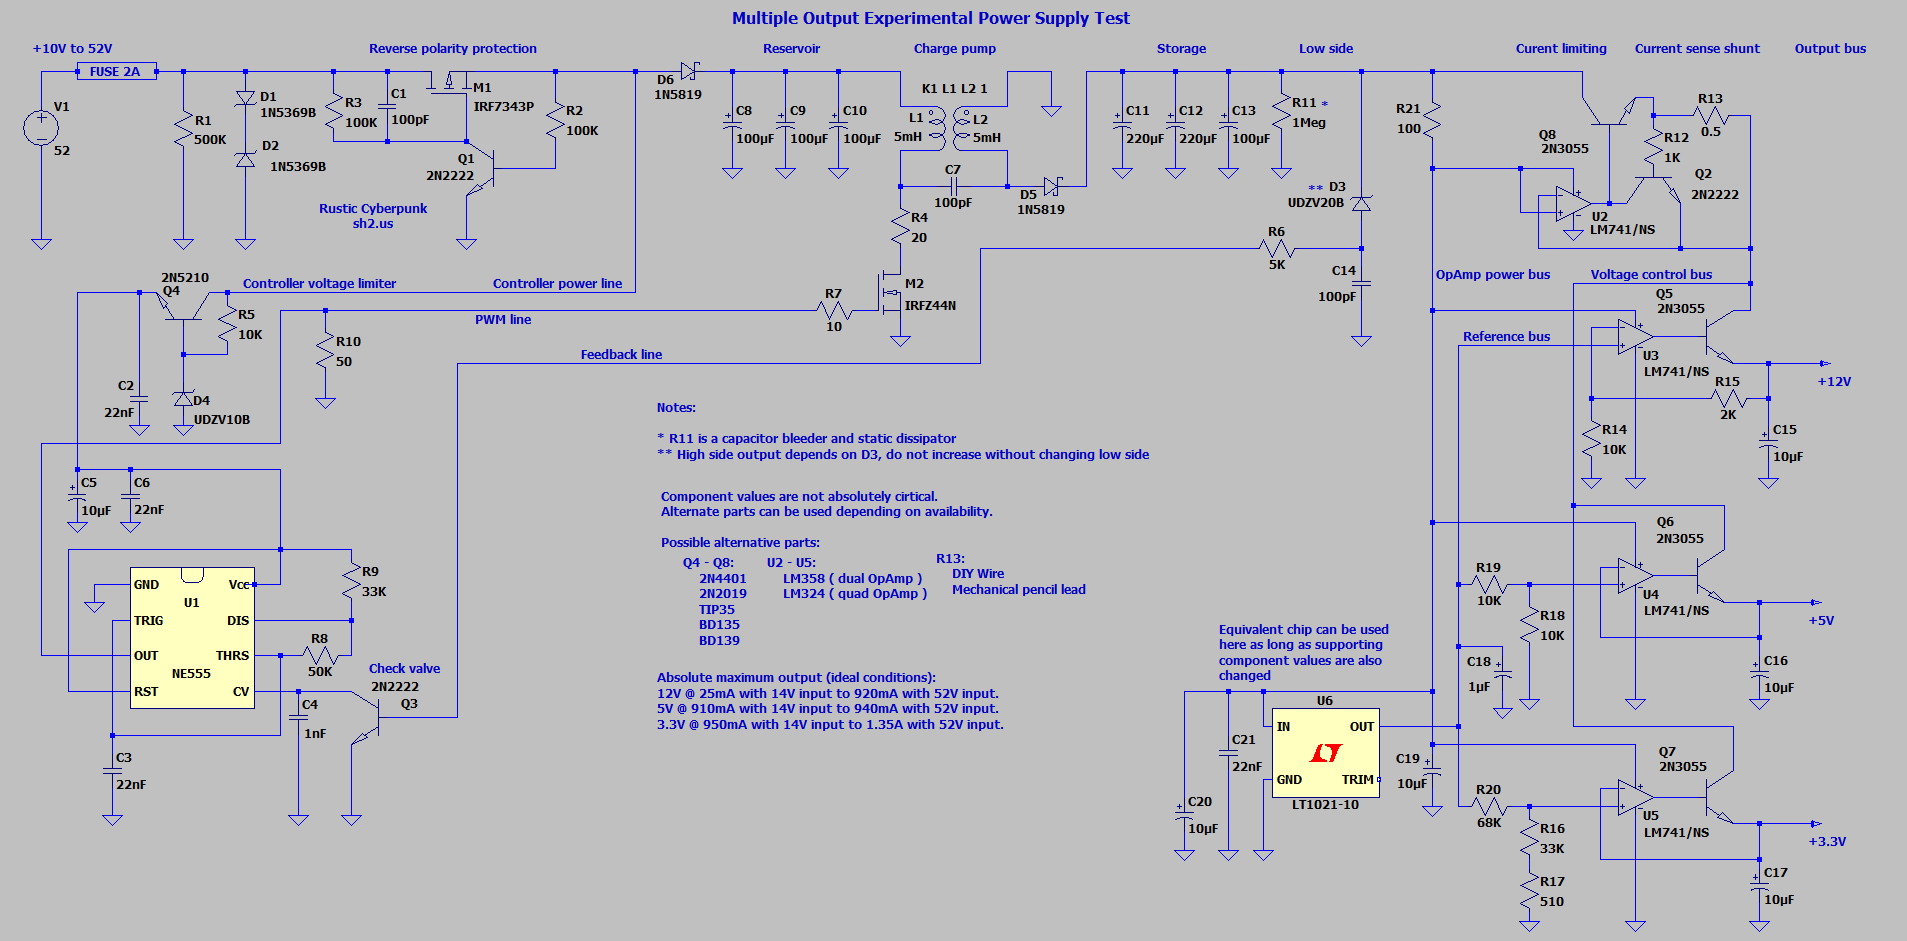 Multiple Output Experimental Power Supply Test
+10V to 52V
Reverse polarity protection
Reservoir
Charge pump
Storage
Low side
Curent limiting
Current sense shunt
Output bus
FUSE 2A
V1
52
R1
500K
D1
1N5369B
D2
1N5369B
R3
100K
C1
100pF
M1
IRF7343P
R2
100K
Q1
2N2222
Rustic Cyberpunk
sh2.us
D6
1N5819
C8
100µF
C9
100µF
C10
100µF
K1 L1 L2 1
L1
5mH
L2
5mH
C7
100pF
D5
1N5819
R4
20
C11
220µF
C12
220µF
C13
100µF
R11 *
1Meg
** D3
UDZV20B
R6
5K
C14
100pF
R21
100
Q8
2N3055
R13
0.5
R12
1K
Q2
2N2222
U2
LM741/NS
2N5210
Q4
Controller voltage limiter
Controller power line
R5
10K
PWM line
R10
50
Feedback line
R7
10
M2
IRFZ44N
C2
22nF
D4
UDZV10B
OpAmp power bus
Voltage control bus
Q5
2N3055
Reference bus
U3
LM741/NS
+12V
R15
2K
R14
10K
C15
10µF
Notes:
* R11 is a capacitor bleeder and static dissipator
** High side output depends on D3, do not increase without changing low side
Component values are not absolutely cirtical.
Alternate parts can be used depending on availability.
Possible alternative parts:
Q4 - Q8:
2N4401
2N2019
TIP35
BD135
BD139
U2 - U5:
LM358 ( dual OpAmp )
LM324 ( quad OpAmp )
R13:
DIY Wire
Mechanical pencil lead
Absolute maximum output (ideal conditions):
12V @ 25mA with 14V input to 920mA with 52V input.
5V @ 910mA with 14V input to 940mA with 52V input.
3.3V @ 950mA with 14V input to 1.35A with 52V input.
C5
10µF
C6
22nF
GND
Vcc
U1
TRIG
DIS
OUT
THRS
NE555
RST
CV
R9
33K
R8
50K
Check valve
2N2222
Q3
C4
1nF
C3
22nF
Q6
2N3055
R19
10K
U4
LM741/NS
R18
10K
+5V
C16
10µF
Equivalent chip can be used
here as long as supporting
component values are also
changed
C18
1µF
U6
IN
OUT
GND
TRIM
LT1021-10
C21
22nF
C20
10µF
C19
10µF
Q7
2N3055
R20
68K
U5
LM741/NS
R16
33K
R17
510
+3.3V
C17
10µF